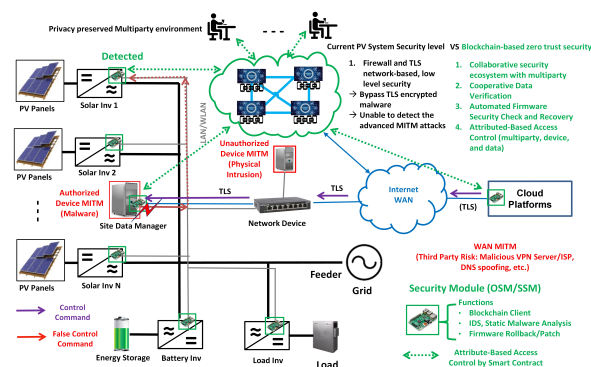 Privacy preserved Multiparty environment
Detected
Current PV System Security level VS Blockchain-based zero trust security
1. Firewall and TLS
network-based, low
level security
→ Bypass TLS encrypted
malware
→ Unable to detect the
advanced MITM attacks
1. Collaborative security
ecosystem with multiparty
2. Cooperative Data
Verification
3. Automated Firmware
Security Check and Recovery
4. Attributed-Based Access
Control (multiparty, device,
and data)
PV Panels
Solar Inv 1
LAN/WLAN
PV Panels
Solar Inv 2
Unauthorized
Device MITM
(Physical
Intrusion)
Authorized
Device MITM
(Malware)
Site Data Manager
TLS
Network Device
TLS
Internet
WAN
(TLS)
Cloud
Platforms
PV Panels
Solar Inv N
Feeder
Grid
WAN MITM
(Third Party Risk: Malicious VPN Server/ISP,
DNS spoofing, etc.)
Control
Command
False Control
Command
Energy Storage
Battery Inv
Load Inv
Load
Security Module (OSM/SSM)
Functions
• Blockchain Client
• IDS, Static Malware Analysis
• Firmware Rollback/Patch
Attribute-Based Access
Control by Smart Contract